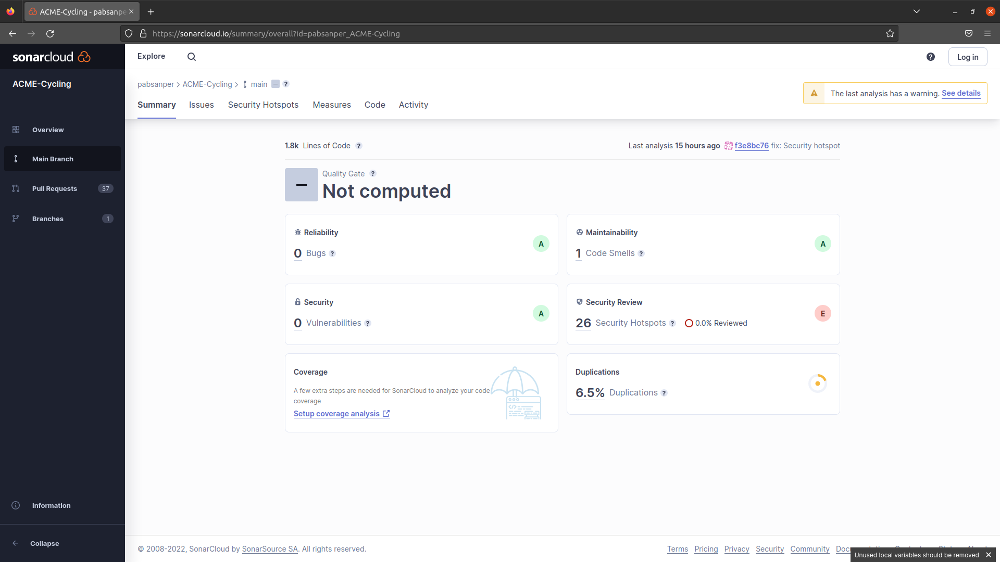 ACME-Cycling - pabsanpe
https://sonarcloud.io/summary/overall?id=pabsanper_ACME-Cycling
sonarcloud
Explore
Log in
ACME-Cycling
pabsanper > ACME-Cycling > main
The last analysis has a warning. See details
Summary Issues Security Hotspots Measures Code Activity
Overview
Main Branch
Pull Requests 37
Branches 1
1.8k Lines of Code ?
Last analysis 15 hours ago f3e8bc76 fix: Security hotspot
Quality Gate ?
Not computed
Reliability
0 Bugs ?
A
Maintainability
1 Code Smells ?
A
Security
0 Vulnerabilities ?
A
Security Review
26 Security Hotspots ? 0.0% Reviewed
E
Coverage
A few extra steps are needed for SonarCloud to analyze your code
coverage
Setup coverage analysis
Duplications
6.5% Duplications ?
Information
Collapse
© 2008-2022, SonarCloud by SonarSource SA. All rights reserved.
Terms Pricing Privacy Security Community
Unused local variables should be removed